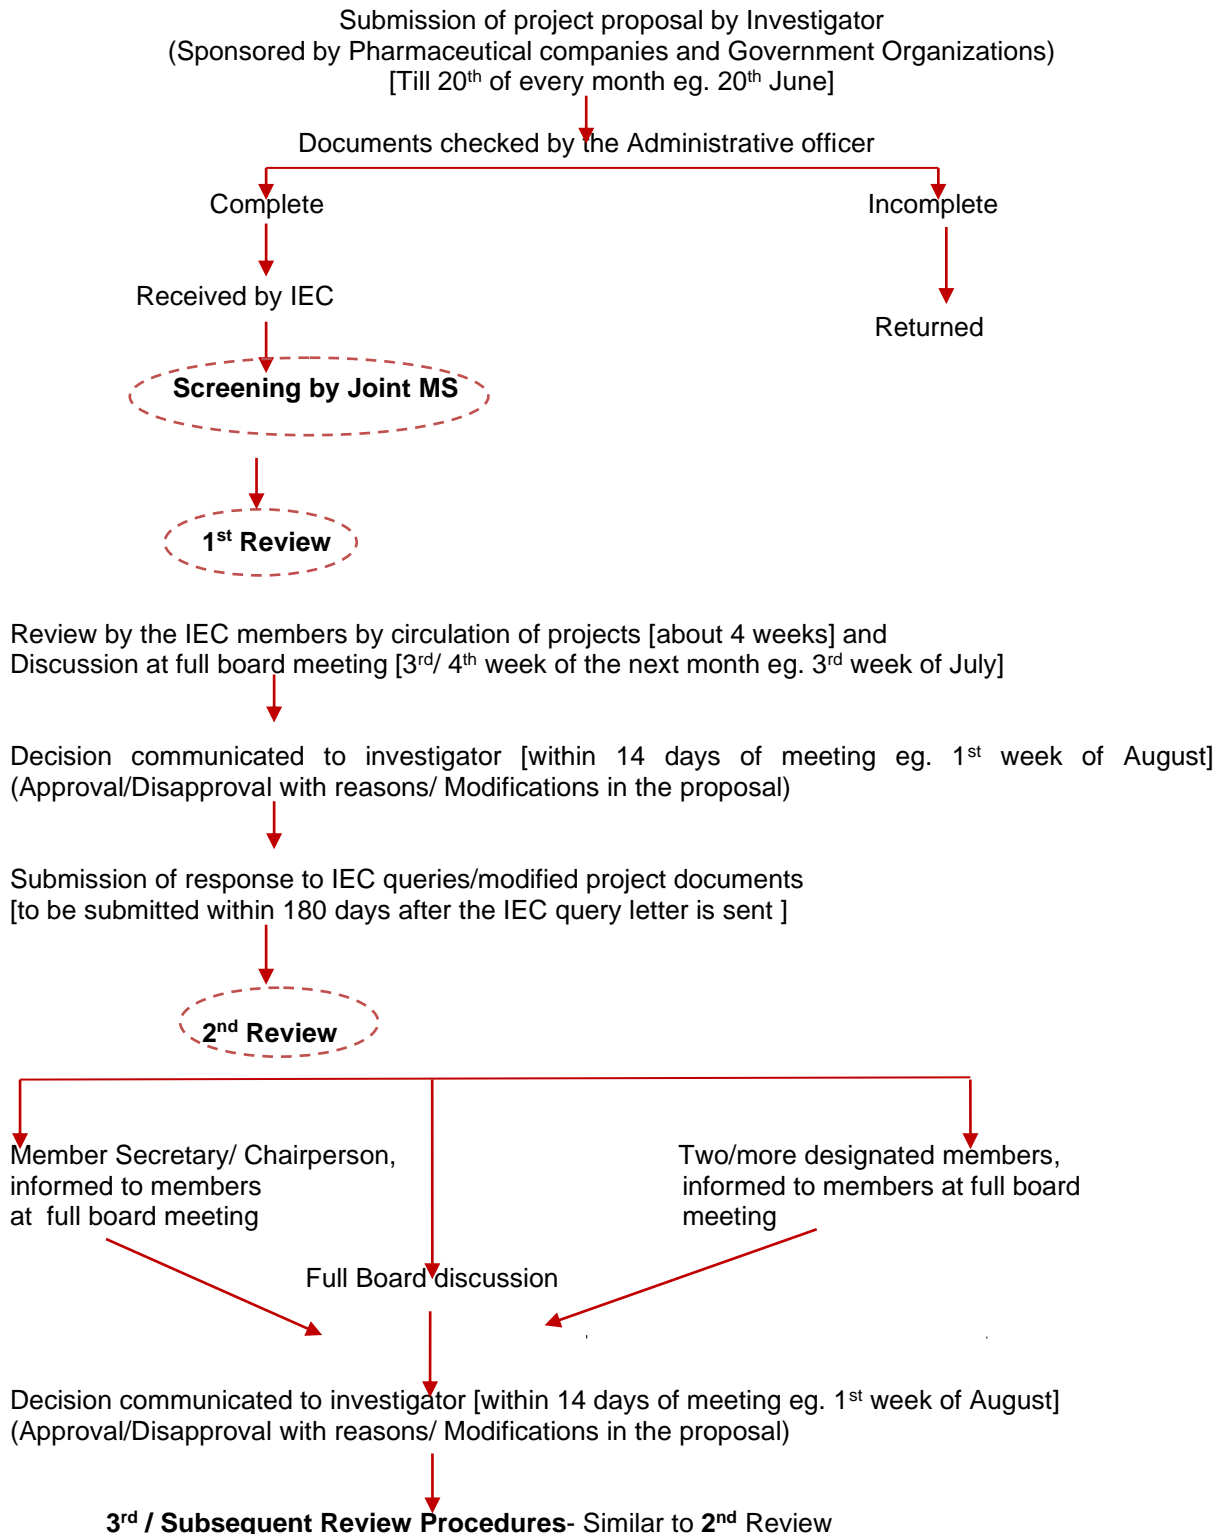 Submission of project proposal by Investigator
(Sponsored by Pharmaceutical companies and Government Organizations)
[Till 20th of every month eg. 20th June]
Documents checked by the Administrative officer
Complete
Incomplete
Received by IEC
Returned
Screening by Joint MS
1st Review
Review by the IEC members by circulation of projects [about 4 weeks] and
Discussion at full board meeting [3rd/ 4th week of the next month eg. 3rd week of July]
Decision communicated to investigator [within 14 days of meeting eg. 1st week of August]
(Approval/Disapproval with reasons/ Modifications in the proposal)
Submission of response to IEC queries/modified project documents
[to be submitted within 180 days after the IEC query letter is sent ]
2nd Review
Member Secretary/ Chairperson,
informed to members
at full board meeting
Two/more designated members,
informed to members at full board
meeting
Full Board discussion
Decision communicated to investigator [within 14 days of meeting eg. 1st week of August]
(Approval/Disapproval with reasons/ Modifications in the proposal)
3rd / Subsequent Review Procedures- Similar to 2nd Review